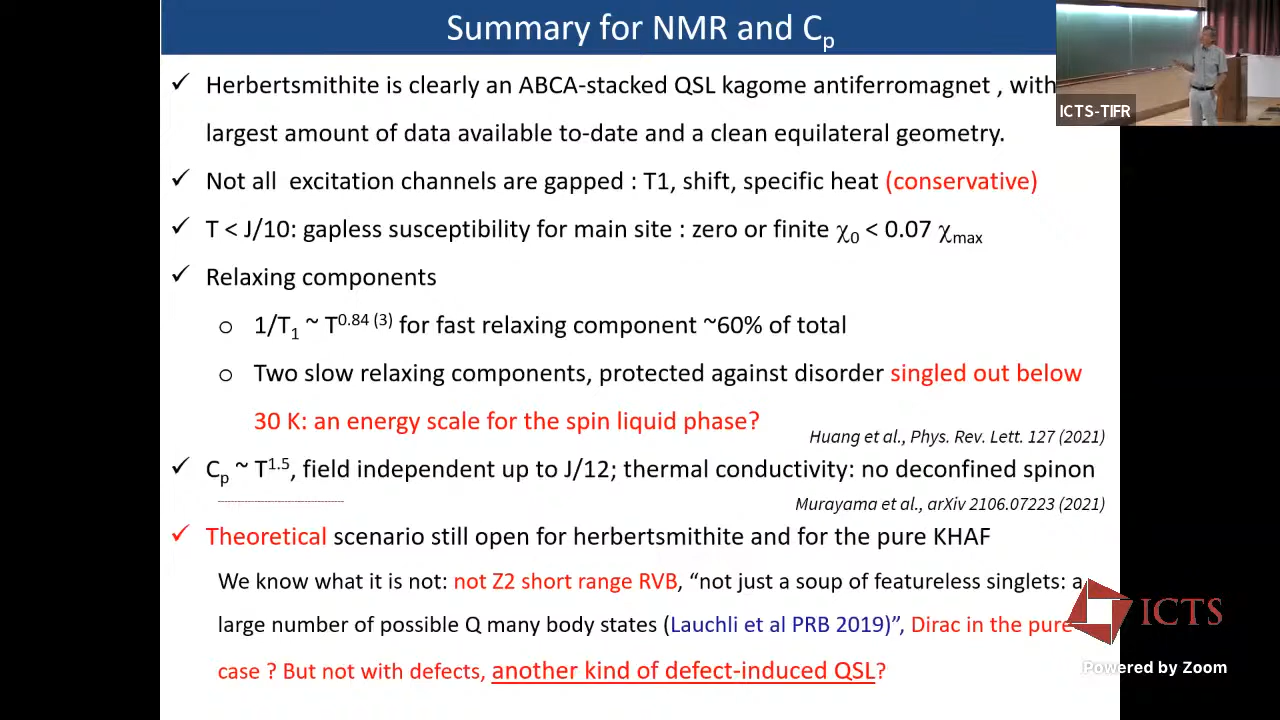 Summary for NMR and Cp
✓ Herbertsmithite is clearly an ABCA-stacked QSL kagome antiferromagnet , with
largest amount of data available to-date and a clean equilateral geometry.
✓ Not all excitation channels are gapped : T1, shift, specific heat (conservative)
✓ T < J/10: gapless susceptibility for main site : zero or finite χ0 < 0.07 χmax
✓ Relaxing components
o 1/T1 ~ T0.84 (3) for fast relaxing component ~60% of total
o Two slow relaxing components, protected against disorder singled out below
30 K: an energy scale for the spin liquid phase?
Huang et al., Phys. Rev. Lett. 127 (2021)
✓ Cp ~ T1.5, field independent up to J/12; thermal conductivity: no deconfined spinon
Murayama et al., arXiv 2106.07223 (2021)
✓ Theoretical scenario still open for herbertsmithite and for the pure KHAF
We know what it is not: not Z2 short range RVB, “not just a soup of featureless singlets: a
large number of possible Q many body states (Lauchli et al PRB 2019)”, Dirac in the pure
case ? But not with defects, another kind of defect-induced QSL?
ICTS-TIFR
ICTS
Powered by Zoom